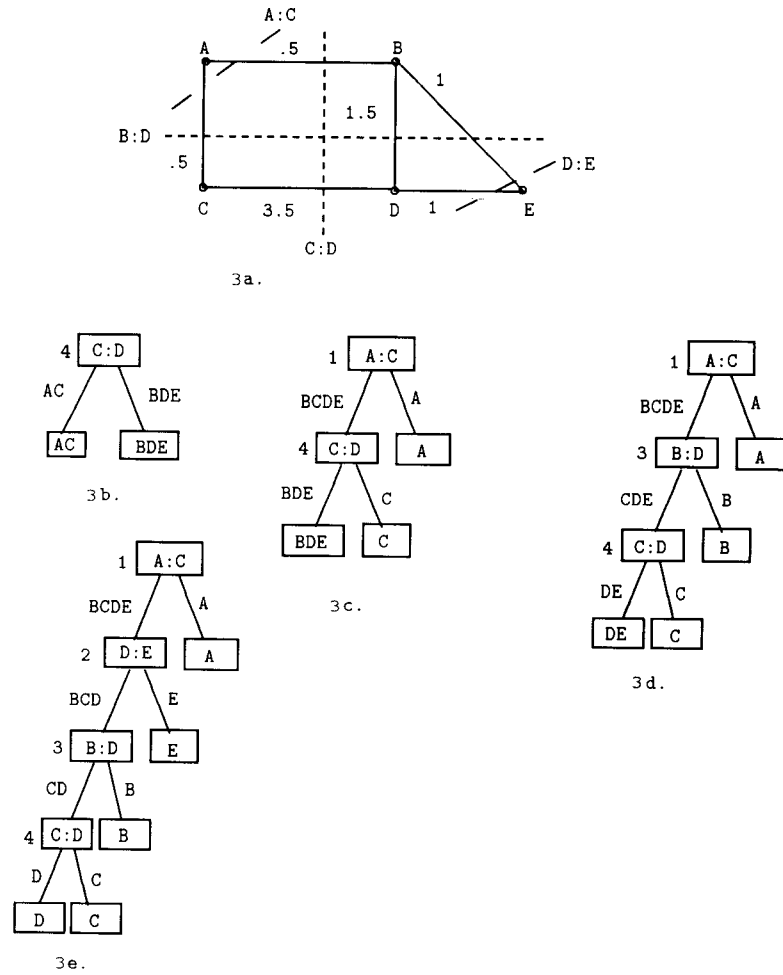 A:C
A .5 B
1
1.5
B:D
.5
D:E
C 3.5 D 1 E
C:D
3a.
4 C:D
AC BDE
AC BDE
3b.
1 A:C
BCDE A
4 C:D A
BDE C
BDE C
3c.
1 A:C
BCDE A
3 B:D A
CDE B
4 C:D B
DE C
DE C
3d.
1 A:C
BCDE A
2 D:E A
BCD E
3 B:D E
CD B
4 C:D B
D C
D C
3e.